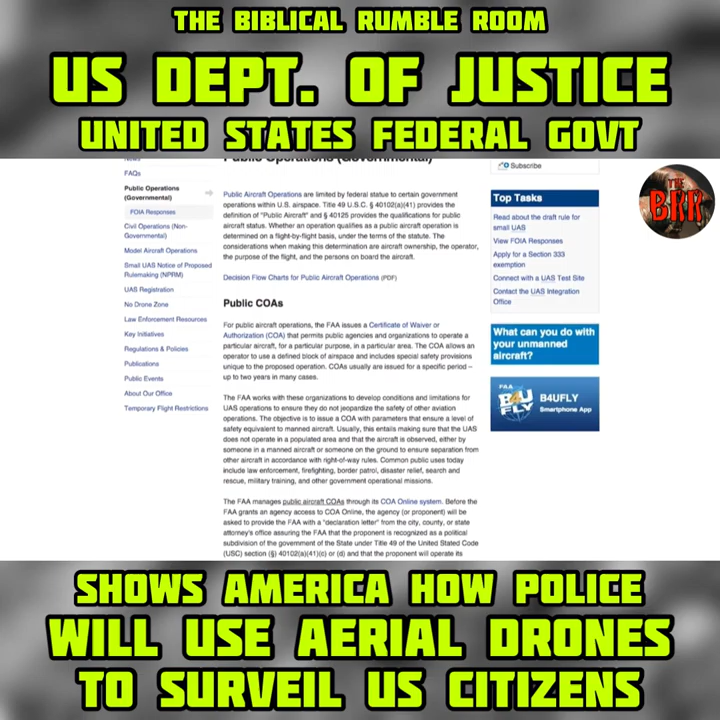 THE BIBLICAL RUMBLE ROOM
US DEPT. OF JUSTICE
UNITED STATES FEDERAL GOVT
News
FAQs
Public Operations
(Governmental)
FOIA Responses
Civil Operations (Non-
Governmental)
Model Aircraft Operations
Small UAS Notice of Proposed
Rulemaking (NPRM)
UAS Registration
No Drone Zone
Law Enforcement Resources
Key Initiatives
Regulations & Policies
Publications
Public Events
About Our Office
Temporary Flight Restrictions
Public Operations (Governmental)
Public Aircraft Operations are limited by federal statue to certain government
operations within U.S. airspace. Title 49 U.S.C. § 40102(a)(41) provides the
definition of "Public Aircraft" and § 40125 provides the qualifications for public
aircraft status. Whether an operation qualifies as a public aircraft operation is
determined on a flight-by-flight basis, under the terms of the statute. The
considerations when making this determination are aircraft ownership, the operator,
the purpose of the flight, and the persons on board the aircraft.
Decision Flow Charts for Public Aircraft Operations (PDF)
Public COAs
For public aircraft operations, the FAA issues a Certificate of Waiver or
Authorization (COA) that permits public agencies and organizations to operate a
particular aircraft, for a particular purpose, in a particular area. The COA allows an
operator to use a defined block of airspace and includes special safety provisions
unique to the proposed operation. COAs usually are issued for a specific period –
up to two years in many cases.
The FAA works with these organizations to develop conditions and limitations for
UAS operations to ensure they do not jeopardize the safety of other aviation
operations. The objective is to issue a COA with parameters that ensure a level of
safety equivalent to manned aircraft. Usually, this entails making sure that the UAS
does not operate in a populated area and that the aircraft is observed, either by
someone in a manned aircraft or someone on the ground to ensure separation from
other aircraft in accordance with right-of-way rules. Common public uses today
include law enforcement, firefighting, border patrol, disaster relief, search and
rescue, military training, and other government operational missions.
The FAA manages public aircraft COAs through its COA Online system. Before the
FAA grants an agency access to COA Online, the agency (or proponent) will be
asked to provide the FAA with a "declaration letter" from the city, county, or state
attorney's office assuring the FAA that the proponent is recognized as a political
subdivision of the government of the State under Title 49 of the United Stated Code
(USC) section (§) 40102(a)(41)(c) or (d) and that the proponent will operate its
Subscribe
Top Tasks
Read about the draft rule for
small UAS
View FOIA Responses
Apply for a Section 333
exemption
Connect with a UAS Test Site
Contact the UAS Integration
Office
What can you do with
your unmanned
aircraft?
FAA
B4U
FLY
B4UFLY
Smartphone App
THE
BRR
SHOWS AMERICA HOW POLICE
WILL USE AERIAL DRONES
TO SURVEIL US CITIZENS